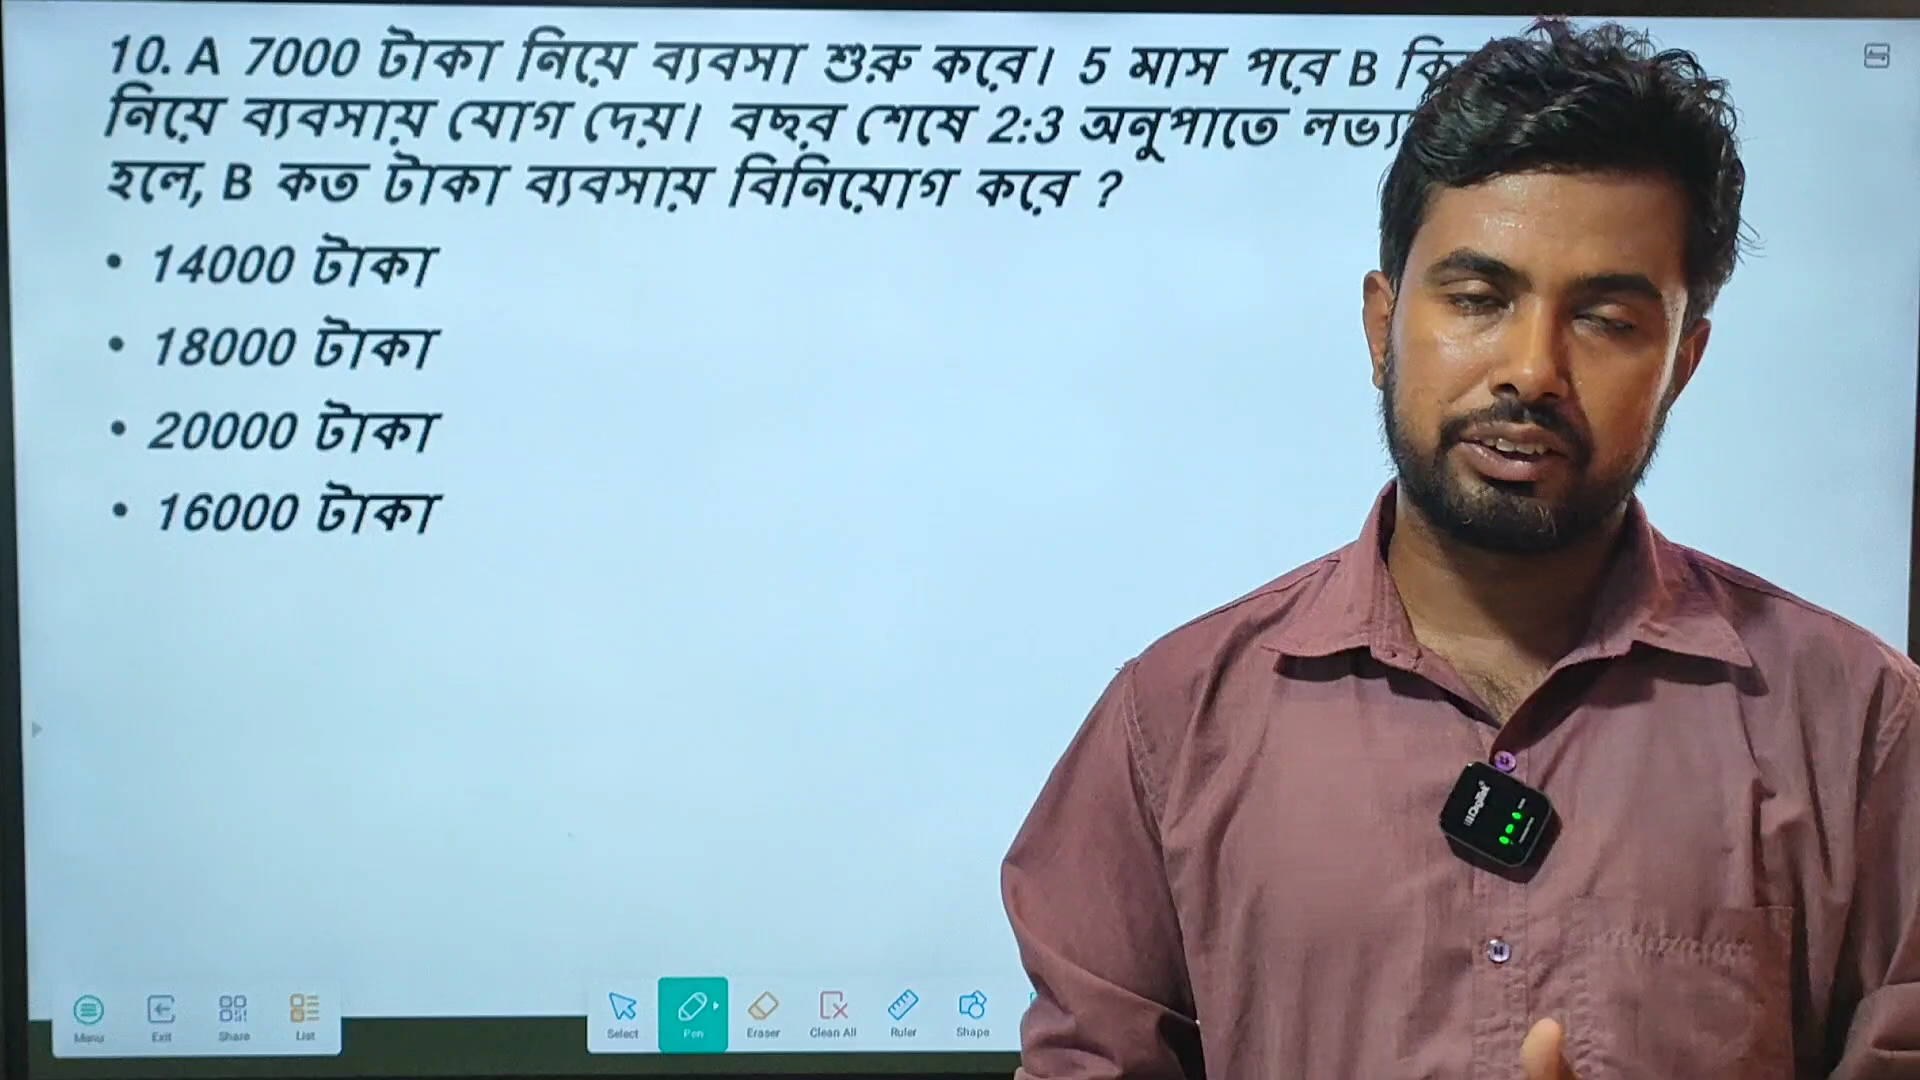 10. A 7000 টাকা নিয়ে ব্যবসা শুরু করে। 5 মাস পরে B
নিয়ে ব্যবসায় যোগ দেয়। বছর শেষে 2:3 অনুপাতে
হলে, B কত টাকা ব্যবসায় বিনিয়োগ করে ?
• 14000 টাকা
• 18000 টাকা
• 20000 টাকা
• 16000 টাকা
Menu Exit Share List Select Pen Eraser Clean All Ruler Shape